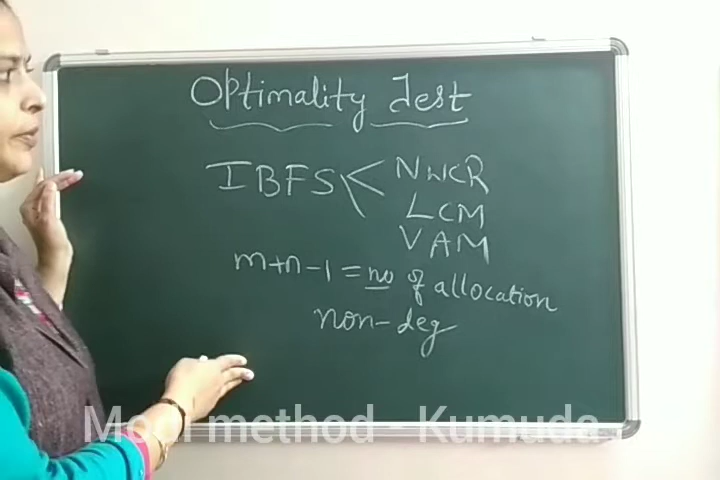 Optimality Test
IBFS < NWCR
LCM
VAM
m+n-1 = no of allocation
non-deg
Modi method - Kumuda